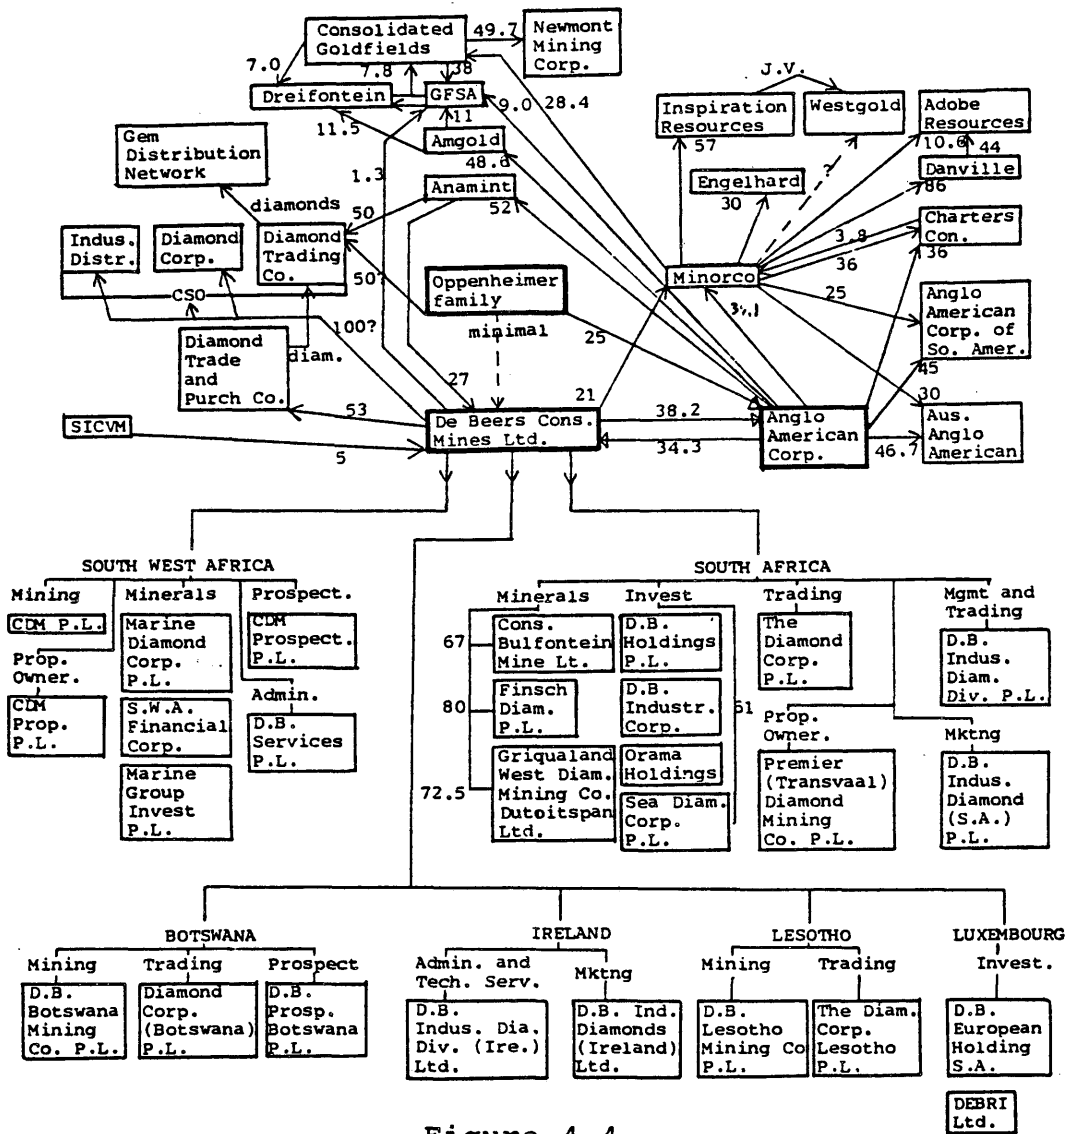 Consolidated
Goldfields
49.7
Newmont
Mining
Corp.
7.0
7.8
38
J.V.
Dreifontein
GFSA
9.0
28.4
Inspiration
Resources
Westgold
Adobe
Resources
11.5
11
57
10.6
44
Gem
Distribution
Network
Amgold
48.6
?
Danville
1.3
Anamint
Engelhard
86
diamonds
50
52
30
Charters
Con.
Indus.
Distr.
Diamond
Corp.
Diamond
Trading
Co.
3.8
36
36
Oppenheimer
family
Minorco
50?
CSO
25
Anglo
American
Corp. of
So. Amer.
100?
minimal
25
Diamond
Trade
and
Purch Co.
diam.
45
27
21
30
53
De Beers Cons.
Mines Ltd.
38.2
Anglo
American
Corp.
Aus.
Anglo
American
SICVM
5
34.3
46.7
SOUTH WEST AFRICA
Mining
Minerals
Prospect.
CDM P.L.
Marine
Diamond
Corp.
P.L.
CDM
Prospect.
P.L.
Prop.
Owner.
CDM
Prop.
P.L.
S.W.A.
Financial
Corp.
Admin.
D.B.
Services
P.L.
Marine
Group
Invest
P.L.
SOUTH AFRICA
Minerals
Invest
Trading
Mgmt and
Trading
67
Cons.
Bulfontein
Mine Lt.
D.B.
Holdings
P.L.
The
Diamond
Corp.
P.L.
D.B.
Indus.
Diam.
Div. P.L.
80
Finsch
Diam.
P.L.
D.B.
Industr.
Corp.
61
Prop.
Owner.
Mktng
72.5
Griqualand
West Diam.
Mining Co.
Dutoitspan
Ltd.
Orama
Holdings
Sea Diam.
Corp.
P.L.
Premier
(Transvaal)
Diamond
Mining
Co. P.L.
D.B.
Indus.
Diamond
(S.A.)
P.L.
BOTSWANA
IRELAND
LESOTHO
LUXEMBOURG
Mining
Trading
Prospect
Admin. and
Tech. Serv.
Mktng
Mining
Trading
Invest.
D.B.
Botswana
Mining
Co. P.L.
Diamond
Corp.
(Botswana)
P.L.
D.B.
Prosp.
Botswana
P.L.
D.B.
Indus. Dia.
Div. (Ire.)
Ltd.
D.B. Ind.
Diamonds
(Ireland)
Ltd.
D.B.
Lesotho
Mining Co
P.L.
The Diam.
Corp.
Lesotho
P.L.
D.B.
European
Holding
S.A.
DEBRI
Ltd.
Figure 4.4